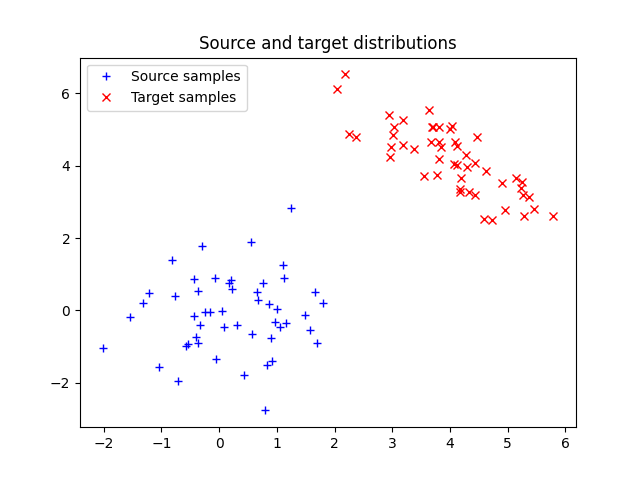 Source and target distributions
Source samples
Target samples
6
4
2
0
−2
−2 −1 0 1 2 3 4 5 6